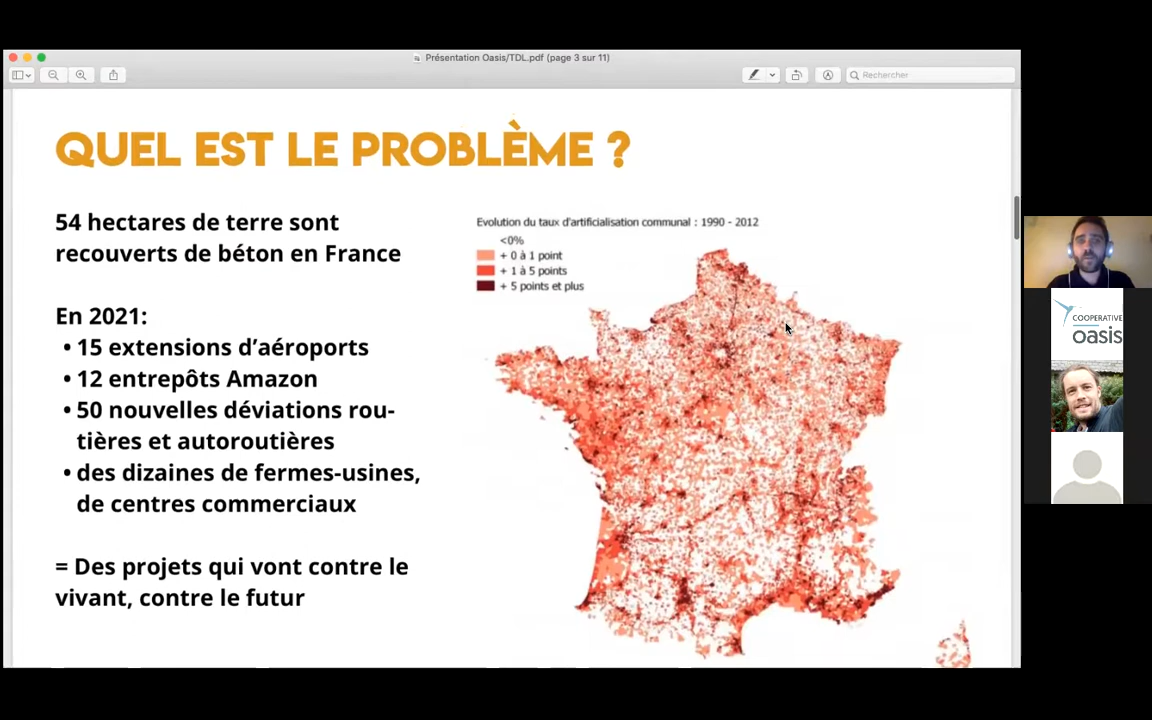 Présentation Oasis/TDL.pdf (page 3 sur 11)
Rechercher
QUEL EST LE PROBLÈME ?
54 hectares de terre sont
recouverts de béton en France
En 2021:
• 15 extensions d’aéroports
• 12 entrepôts Amazon
• 50 nouvelles déviations rou-
tières et autoroutières
• des dizaines de fermes-usines,
de centres commerciaux
= Des projets qui vont contre le
vivant, contre le futur
Evolution du taux d'artificialisation communal : 1990 - 2012
<0%
+ 0 à 1 point
+ 1 à 5 points
+ 5 points et plus
COOPERATIVE
oasis